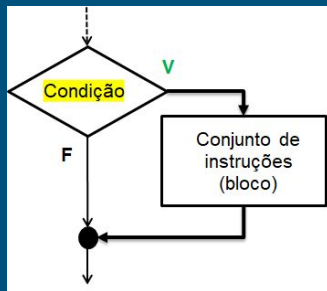 V
Condição
F
Conjunto de
instruções
(bloco)